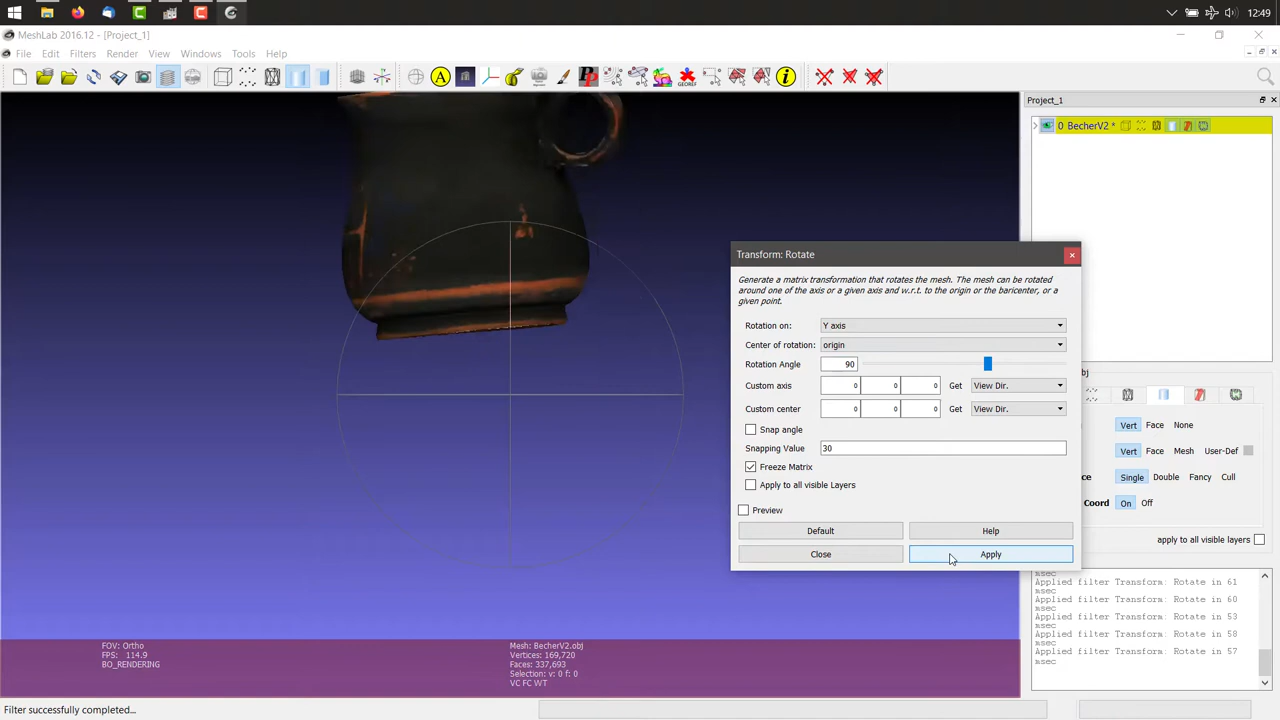 12:49
MeshLab 2016.12 - [Project_1]
File Edit Filters Render View Windows Tools Help
Project_1
0 BecherV2 *
Transform: Rotate
Generate a matrix transformation that rotates the mesh. The mesh can be rotated
around one of the axis or a given axis and w.r.t. to the origin or the baricenter, or a
given point.
Rotation on: Y axis
Center of rotation: origin
Rotation Angle 90
Custom axis 0 0 0 Get View Dir.
Custom center 0 0 0 Get View Dir.
Snap angle
Snapping Value 30
Freeze Matrix
Apply to all visible Layers
Preview
Default Help
Close Apply
Vert Face None
Vert Face Mesh User-Def
Single Double Fancy Cull
Coord On Off
apply to all visible layers
Applied filter Transform: Rotate in 61
msec
Applied filter Transform: Rotate in 60
msec
Applied filter Transform: Rotate in 53
msec
Applied filter Transform: Rotate in 58
msec
Applied filter Transform: Rotate in 57
msec
FOV: Ortho
FPS: 114.9
BO_RENDERING
Mesh: BecherV2.obj
Vertices: 169,720
Faces: 337,693
Selection: v: 0 f: 0
VC FC WT
Filter successfully completed...